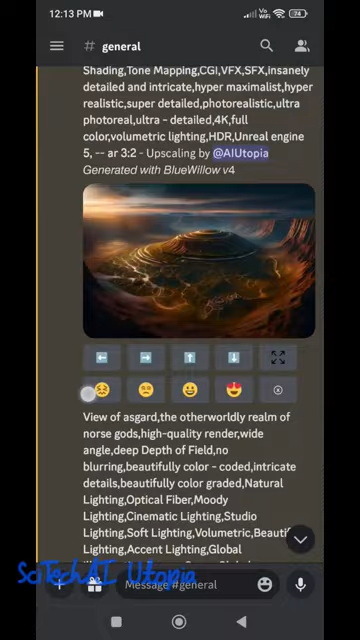 12:13 PM
Vo
WiFi
74
# general
Shading,Tone Mapping,CGI,VFX,SFX,insanely
detailed and intricate,hyper maximalist,hyper
realistic,super detailed,photorealistic,ultra
photoreal,ultra - detailed,4K,full
color,volumetric lighting,HDR,Unreal engine
5, -- ar 3:2 - Upscaling by @AIUtopia
Generated with BlueWillow v4
View of asgard,the otherworldly realm of
norse gods,high-quality render,wide
angle,deep Depth of Field,no
blurring,beautifully color - coded,intricate
details,beautifully color graded,Natural
Lighting,Optical Fiber,Moody
Lighting,Cinematic Lighting,Studio
Lighting,Soft Lighting,Volumetric,Beautif
Lighting,Accent Lighting,Global
SciTechAI Utopia
Message #general